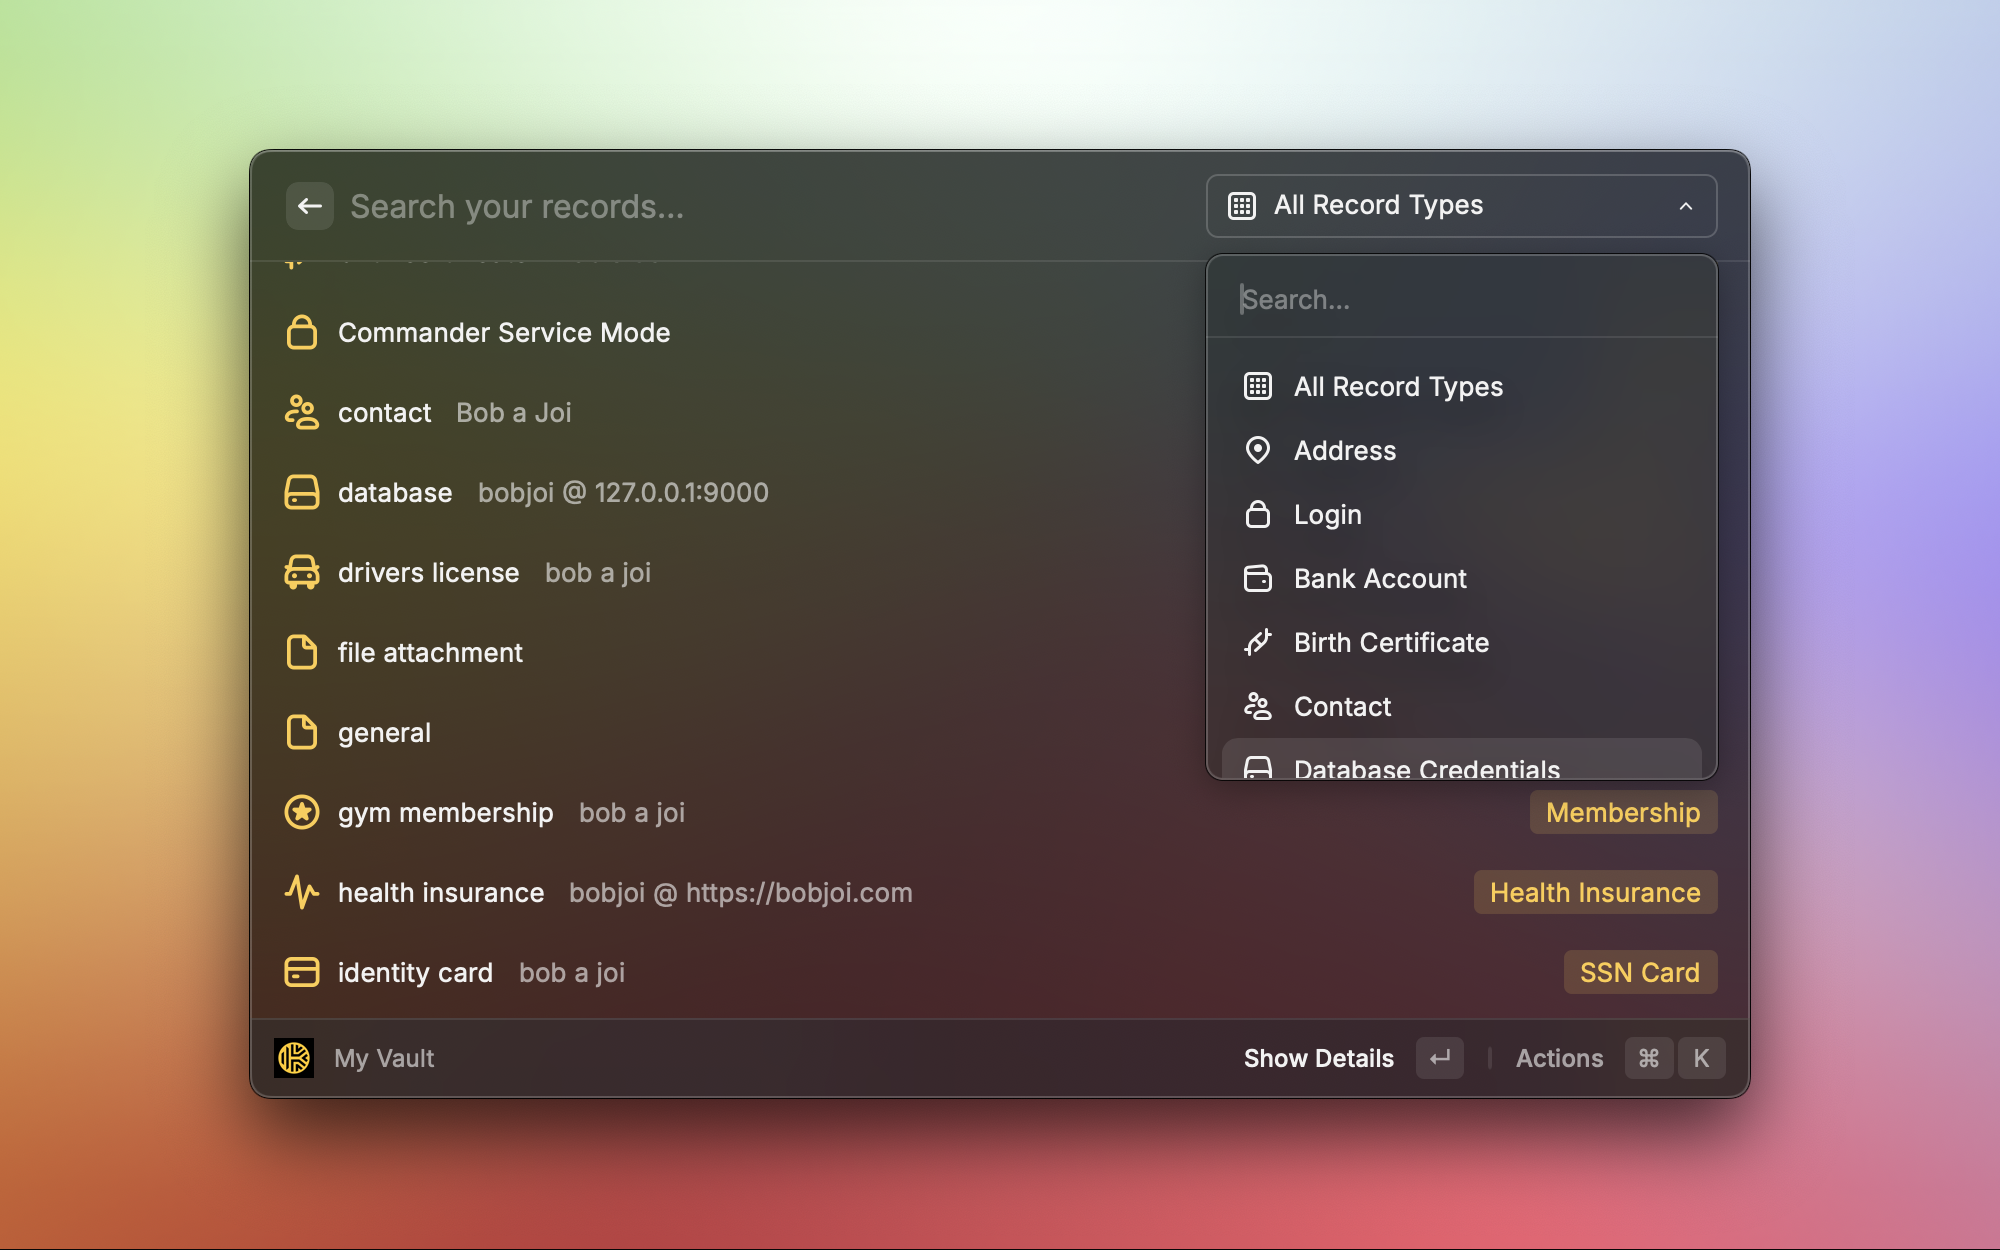 Search your records...
All Record Types
Commander Service Mode
contact Bob a Joi
database bobjoi @ 127.0.0.1:9000
drivers license bob a joi
file attachment
general
gym membership bob a joi
Membership
health insurance bobjoi @ https://bobjoi.com
Health Insurance
identity card bob a joi
SSN Card
Search...
All Record Types
Address
Login
Bank Account
Birth Certificate
Contact
Database Credentials
My Vault
Show Details
Actions ⌘ K